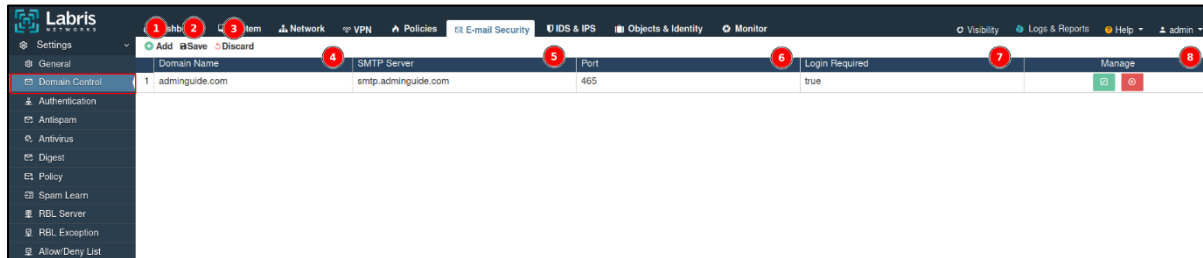 Labris
NETWORKS
1 2 3
Network VPN Policies E-mail Security IDS & IPS Objects & Identity Monitor Visibility Logs & Reports Help admin
Settings
Add Save Discard
General
Domain Name 4 SMTP Server 5 Port 6 Login Required 7 Manage 8
Domain Control
1 adminguide.com smtp.adminguide.com 465 true
Authentication
Antispam
Antivirus
Digest
Policy
Spam Learn
RBL Server
RBL Exception
Allow/Deny List